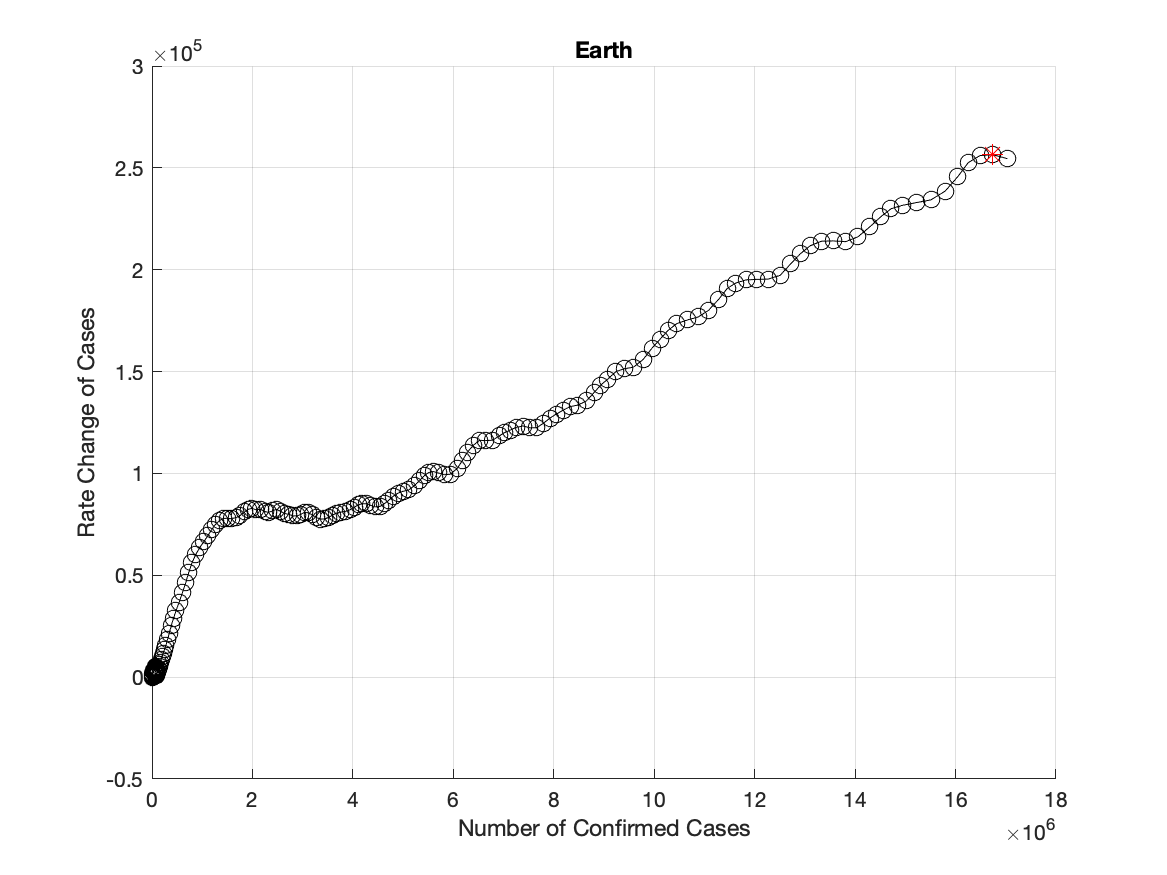 Earth
×10^5
3
2.5
2
1.5
1
0.5
0
-0.5
Rate Change of Cases
0 2 4 6 8 10 12 14 16 18
Number of Confirmed Cases
×10^6